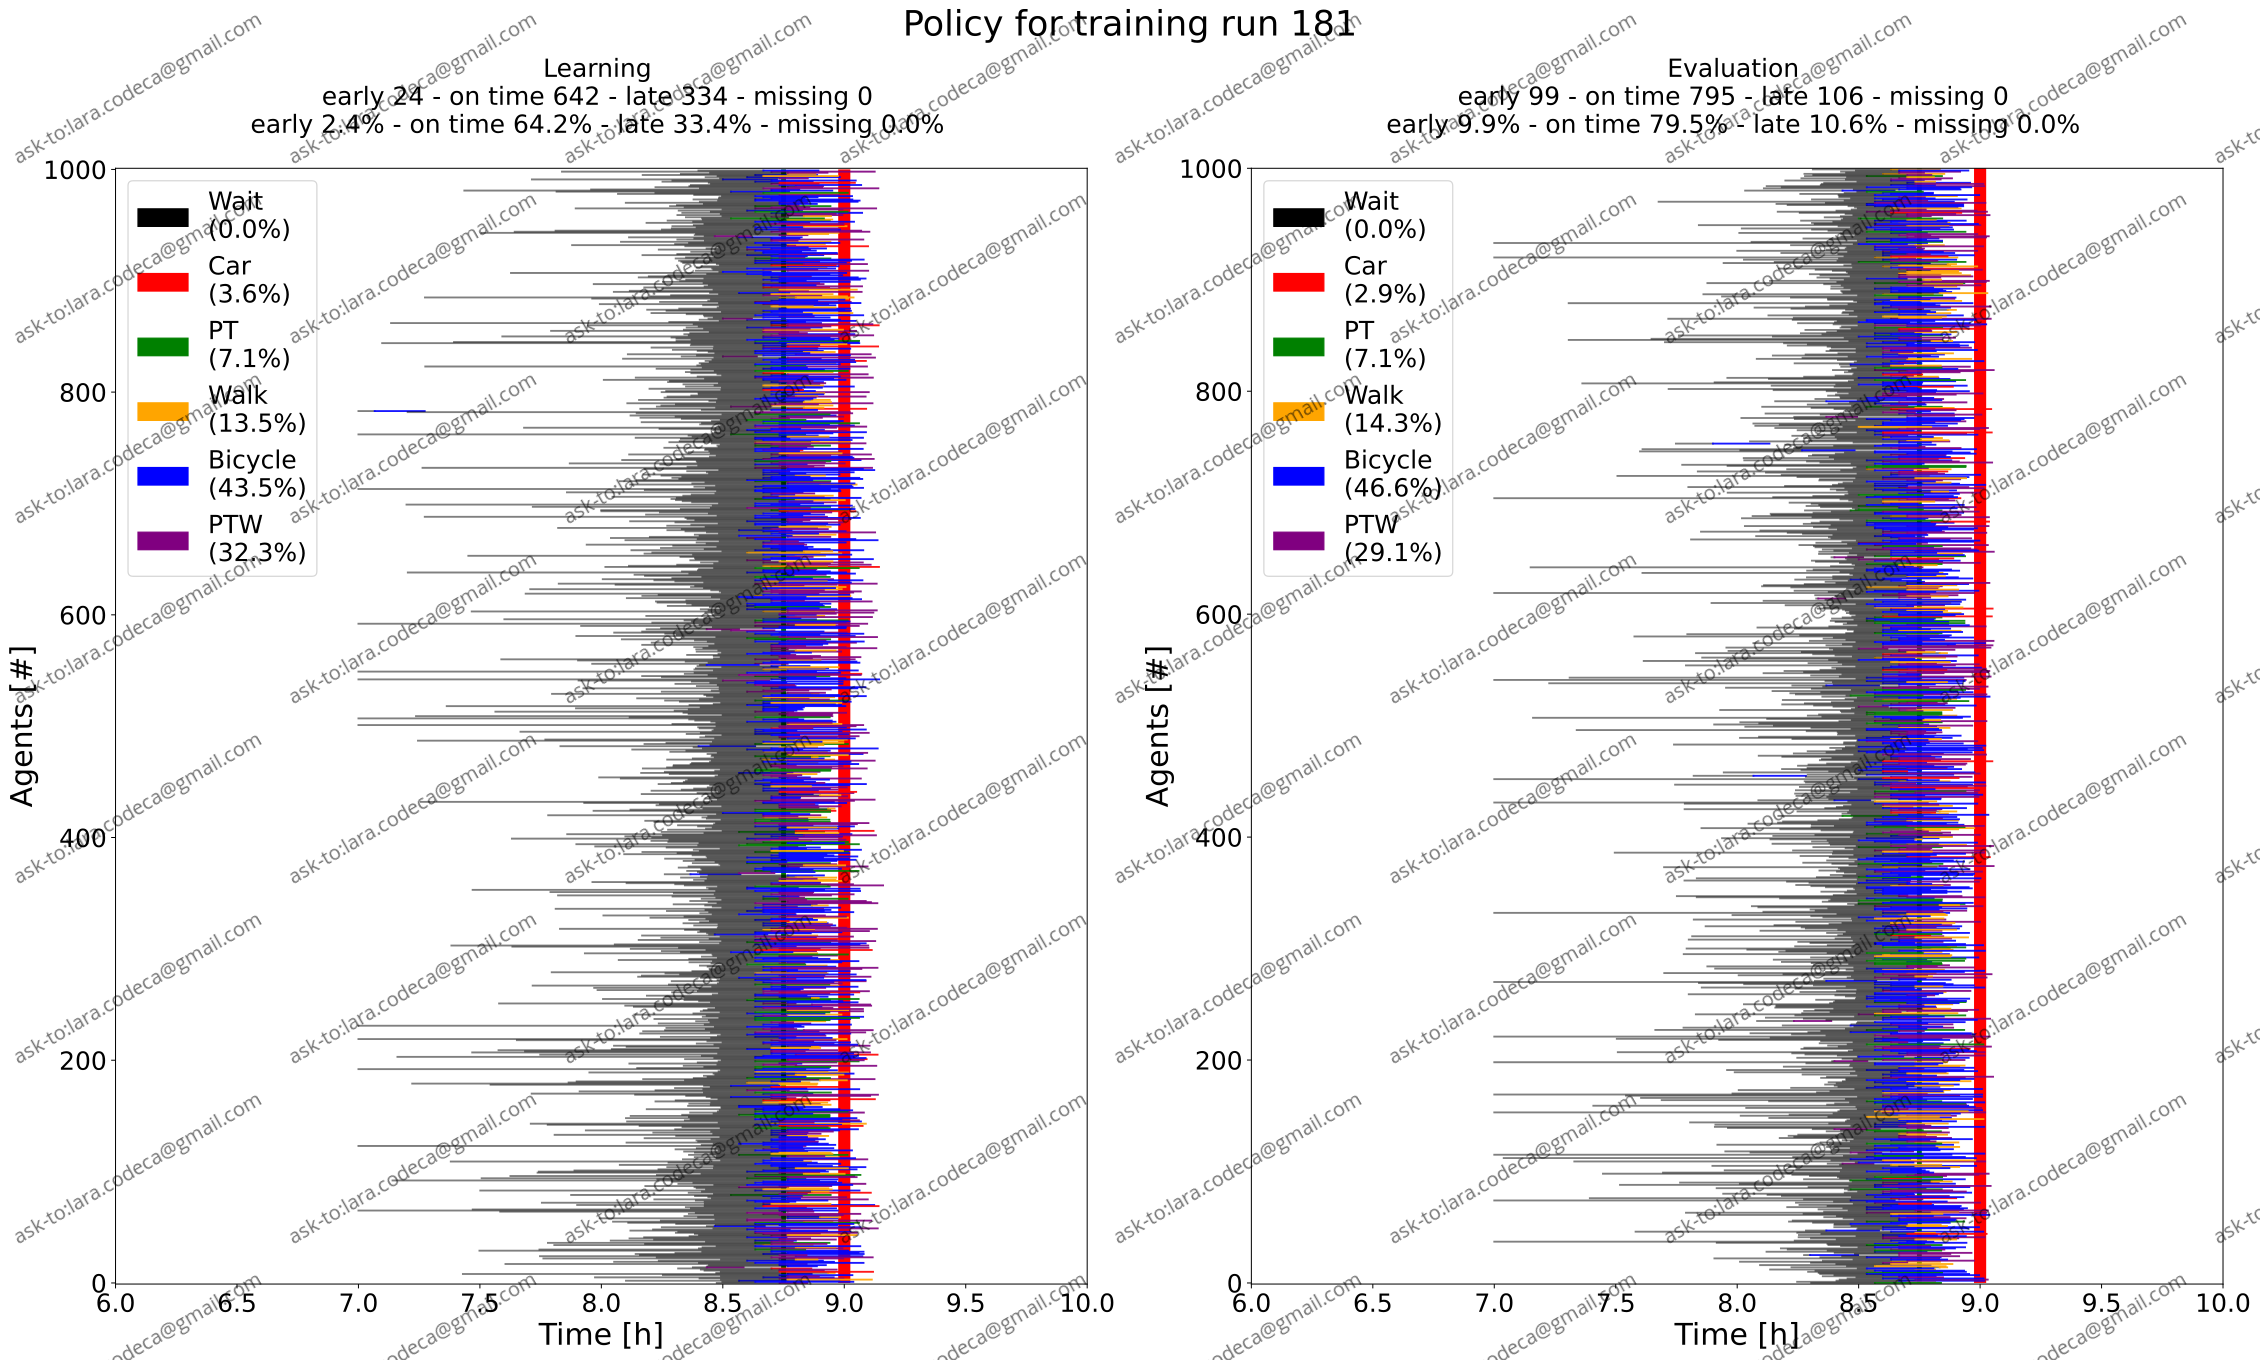 Policy for training run 181
Learning
early 24 - on time 642 - late 334 - missing 0
early 2.4% - on time 64.2% - late 33.4% - missing 0.0%
1000
800
600
400
200
0
Agents [#]
Wait
(0.0%)
Car
(3.6%)
PT
(7.1%)
Walk
(13.5%)
Bicycle
(43.5%)
PTW
(32.3%)
6.0 6.5 7.0 7.5 8.0 8.5 9.0 9.5 10.0
Time [h]
Evaluation
early 99 - on time 795 - late 106 - missing 0
early 9.9% - on time 79.5% - late 10.6% - missing 0.0%
1000
800
600
400
200
0
Agents [#]
Wait
(0.0%)
Car
(2.9%)
PT
(7.1%)
Walk
(14.3%)
Bicycle
(46.6%)
PTW
(29.1%)
6.0 6.5 7.0 7.5 8.0 8.5 9.0 9.5 10.0
Time [h]
ask-to:lara.codeca@gmail.com